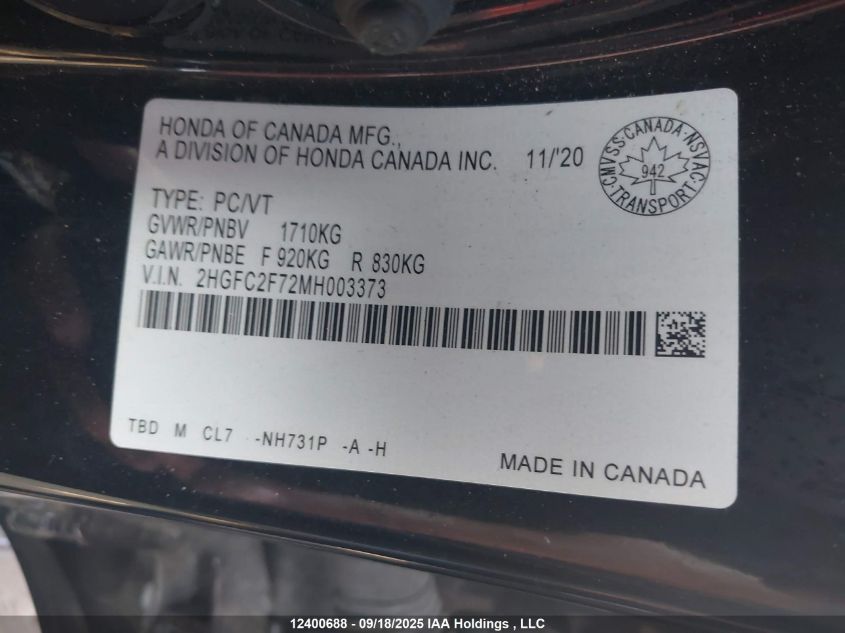 HONDA OF CANADA MFG.,
A DIVISION OF HONDA CANADA INC. 11/'20
CMVSS·CANADA·NSVAC·TRANSPORT·
942
TYPE: PC/VT
GVWR/PNBV 1710KG
GAWR/PNBE F 920KG R 830KG
V.I.N. 2HGFC2F72MH003373
TBD M CL7 -NH731P -A -H
MADE IN CANADA
12400688 - 09/18/2025 IAA Holdings , LLC